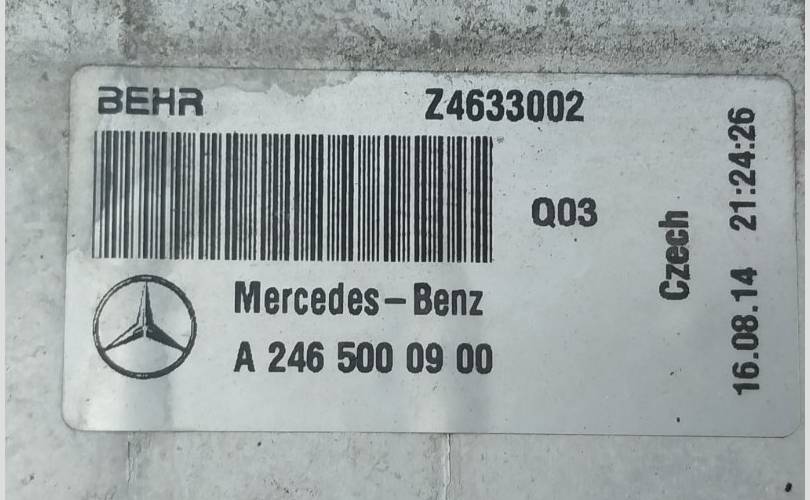 BEHR
Z4633002
Q03
Mercedes-Benz
A 246 500 09 00
Czech
16.08.14 21:24:26